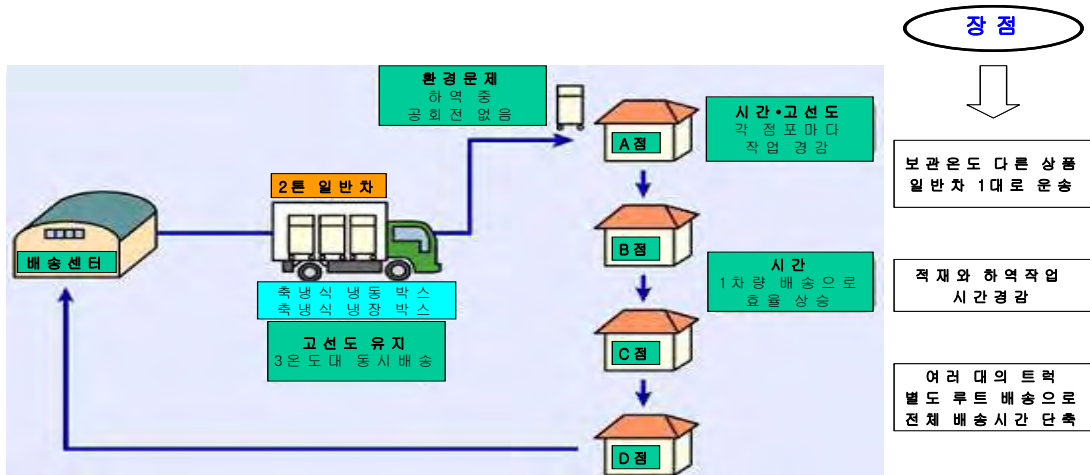 장점
환경문제
하역 중
공회전 없음
시간•고선도
각 점포마다
작업 경감
A점
보관온도 다른 상품
일반차 1대로 운송
2톤 일반차
배송센터
B점
시간
1차량 배송으로
효율 상승
적재와 하역작업
시간경감
축냉식 냉동 박스
축냉식 냉장 박스
고선도 유지
3온도대 동시배송
C점
여러 대의 트럭
별도 루트 배송으로
전체 배송시간 단축
D점